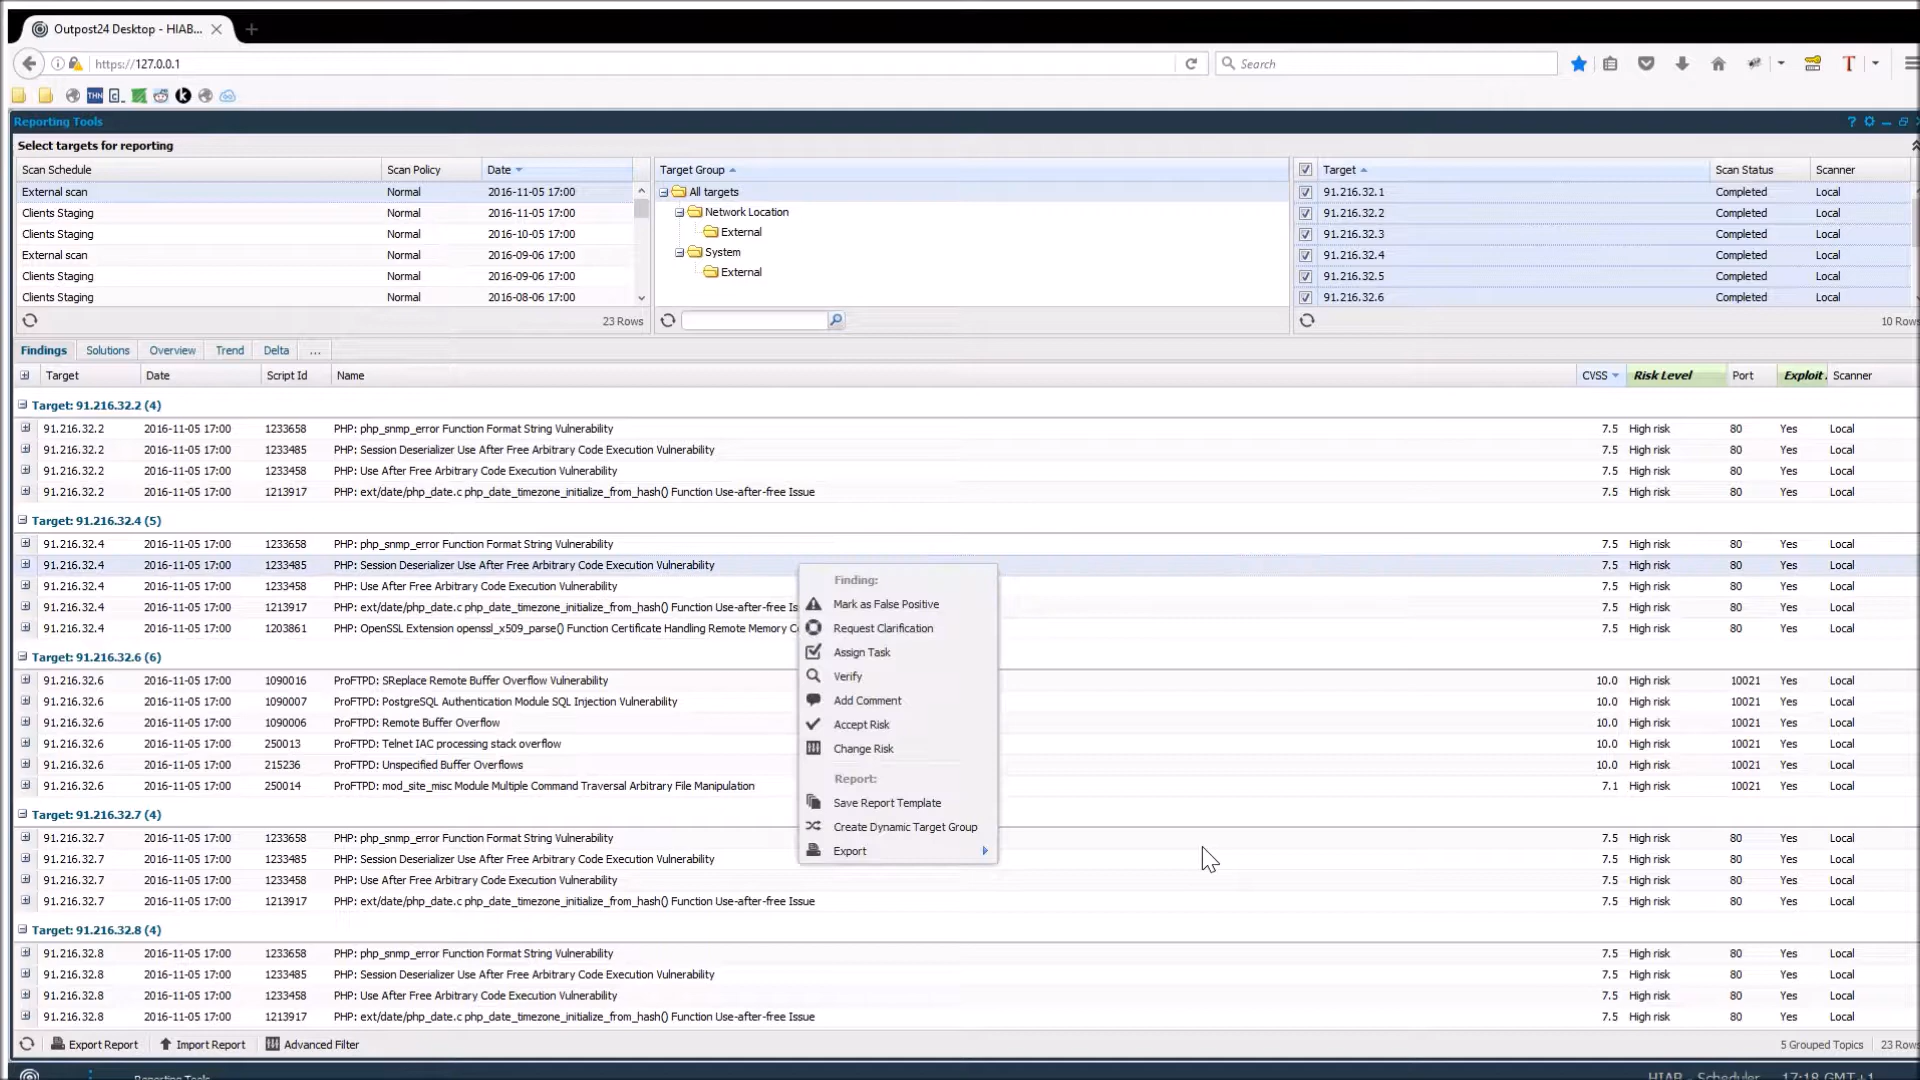 Outpost24 Desktop - HIAB...
https://127.0.0.1 Search
THN C_ k T
Reporting Tools
Select targets for reporting
Scan Schedule Scan Policy Date Target Group Target Scan Status Scanner
External scan Normal 2016-11-05 17:00 All targets 91.216.32.1 Completed Local
Clients Staging Normal 2016-11-05 17:00 Network Location 91.216.32.2 Completed Local
Clients Staging Normal 2016-10-05 17:00 External 91.216.32.3 Completed Local
External scan Normal 2016-09-06 17:00 System 91.216.32.4 Completed Local
Clients Staging Normal 2016-09-06 17:00 External 91.216.32.5 Completed Local
Clients Staging Normal 2016-08-06 17:00 91.216.32.6 Completed Local
23 Rows 10 Rows
Findings Solutions Overview Trend Delta ...
Target Date Script Id Name CVSS Risk Level Port Exploit . Scanner
Target: 91.216.32.2 (4)
91.216.32.2 2016-11-05 17:00 1233658 PHP: php_snmp_error Function Format String Vulnerability 7.5 High risk 80 Yes Local
91.216.32.2 2016-11-05 17:00 1233485 PHP: Session Deserializer Use After Free Arbitrary Code Execution Vulnerability 7.5 High risk 80 Yes Local
91.216.32.2 2016-11-05 17:00 1233458 PHP: Use After Free Arbitrary Code Execution Vulnerability 7.5 High risk 80 Yes Local
91.216.32.2 2016-11-05 17:00 1213917 PHP: ext/date/php_date.c php_date_timezone_initialize_from_hash() Function Use-after-free Issue 7.5 High risk 80 Yes Local
Target: 91.216.32.4 (5)
91.216.32.4 2016-11-05 17:00 1233658 PHP: php_snmp_error Function Format String Vulnerability 7.5 High risk 80 Yes Local
91.216.32.4 2016-11-05 17:00 1233485 PHP: Session Deserializer Use After Free Arbitrary Code Execution Vulnerability 7.5 High risk 80 Yes Local
91.216.32.4 2016-11-05 17:00 1233458 PHP: Use After Free Arbitrary Code Execution Vulnerability 7.5 High risk 80 Yes Local
91.216.32.4 2016-11-05 17:00 1213917 PHP: ext/date/php_date.c php_date_timezone_initialize_from_hash() Function Use-after-free Is 7.5 High risk 80 Yes Local
91.216.32.4 2016-11-05 17:00 1203861 PHP: OpenSSL Extension openssl_x509_parse() Function Certificate Handling Remote Memory C 7.5 High risk 80 Yes Local
Finding:
Mark as False Positive
Request Clarification
Assign Task
Verify
Add Comment
Accept Risk
Change Risk
Report:
Save Report Template
Create Dynamic Target Group
Export
Target: 91.216.32.6 (6)
91.216.32.6 2016-11-05 17:00 1090016 ProFTPD: SReplace Remote Buffer Overflow Vulnerability 10.0 High risk 10021 Yes Local
91.216.32.6 2016-11-05 17:00 1090007 ProFTPD: PostgreSQL Authentication Module SQL Injection Vulnerability 10.0 High risk 10021 Yes Local
91.216.32.6 2016-11-05 17:00 1090006 ProFTPD: Remote Buffer Overflow 10.0 High risk 10021 Yes Local
91.216.32.6 2016-11-05 17:00 250013 ProFTPD: Telnet IAC processing stack overflow 10.0 High risk 10021 Yes Local
91.216.32.6 2016-11-05 17:00 215236 ProFTPD: Unspecified Buffer Overflows 10.0 High risk 10021 Yes Local
91.216.32.6 2016-11-05 17:00 250014 ProFTPD: mod_site_misc Module Multiple Command Traversal Arbitrary File Manipulation 7.1 High risk 10021 Yes Local
Target: 91.216.32.7 (4)
91.216.32.7 2016-11-05 17:00 1233658 PHP: php_snmp_error Function Format String Vulnerability 7.5 High risk 80 Yes Local
91.216.32.7 2016-11-05 17:00 1233485 PHP: Session Deserializer Use After Free Arbitrary Code Execution Vulnerability 7.5 High risk 80 Yes Local
91.216.32.7 2016-11-05 17:00 1233458 PHP: Use After Free Arbitrary Code Execution Vulnerability 7.5 High risk 80 Yes Local
91.216.32.7 2016-11-05 17:00 1213917 PHP: ext/date/php_date.c php_date_timezone_initialize_from_hash() Function Use-after-free Issue 7.5 High risk 80 Yes Local
Target: 91.216.32.8 (4)
91.216.32.8 2016-11-05 17:00 1233658 PHP: php_snmp_error Function Format String Vulnerability 7.5 High risk 80 Yes Local
91.216.32.8 2016-11-05 17:00 1233485 PHP: Session Deserializer Use After Free Arbitrary Code Execution Vulnerability 7.5 High risk 80 Yes Local
91.216.32.8 2016-11-05 17:00 1233458 PHP: Use After Free Arbitrary Code Execution Vulnerability 7.5 High risk 80 Yes Local
91.216.32.8 2016-11-05 17:00 1213917 PHP: ext/date/php_date.c php_date_timezone_initialize_from_hash() Function Use-after-free Issue 7.5 High risk 80 Yes Local
Export Report Import Report Advanced Filter 5 Grouped Topics 23 Rows
Reporting Tools HIAB - Scheduler 17:18 GMT+1